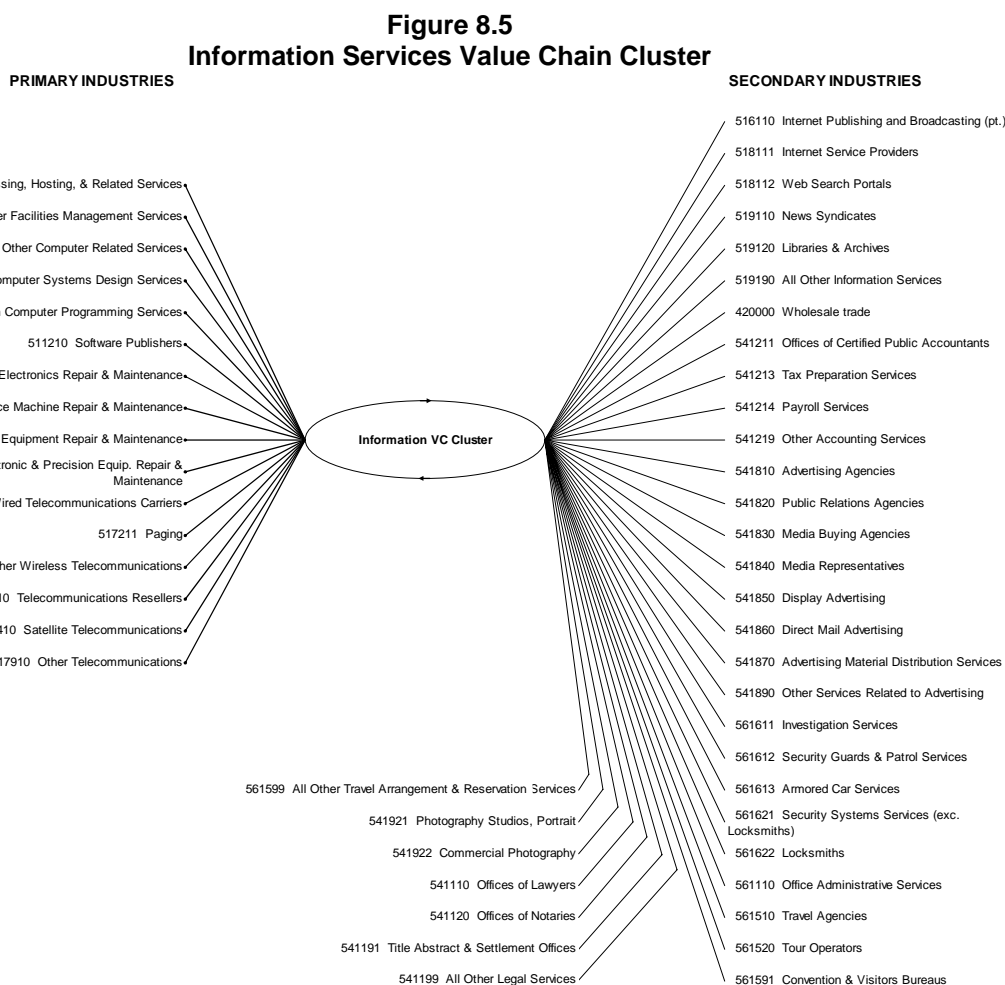 Figure 8.5
Information Services Value Chain Cluster
PRIMARY INDUSTRIES
sing, Hosting, & Related Services
er Facilities Management Services
Other Computer Related Services
omputer Systems Design Services
Computer Programming Services
511210 Software Publishers
Electronics Repair & Maintenance
ce Machine Repair & Maintenance
Equipment Repair & Maintenance
tronic & Precision Equip. Repair &
Maintenance
ired Telecommunications Carriers
517211 Paging
her Wireless Telecommunications
10 Telecommunications Resellers
410 Satellite Telecommunications
17910 Other Telecommunications
Information VC Cluster
SECONDARY INDUSTRIES
516110 Internet Publishing and Broadcasting (pt.)
518111 Internet Service Providers
518112 Web Search Portals
519110 News Syndicates
519120 Libraries & Archives
519190 All Other Information Services
420000 Wholesale trade
541211 Offices of Certified Public Accountants
541213 Tax Preparation Services
541214 Payroll Services
541219 Other Accounting Services
541810 Advertising Agencies
541820 Public Relations Agencies
541830 Media Buying Agencies
541840 Media Representatives
541850 Display Advertising
541860 Direct Mail Advertising
541870 Advertising Material Distribution Services
541890 Other Services Related to Advertising
561611 Investigation Services
561612 Security Guards & Patrol Services
561613 Armored Car Services
561621 Security Systems Services (exc.
Locksmiths)
561622 Locksmiths
561110 Office Administrative Services
561510 Travel Agencies
561520 Tour Operators
561591 Convention & Visitors Bureaus
561599 All Other Travel Arrangement & Reservation Services
541921 Photography Studios, Portrait
541922 Commercial Photography
541110 Offices of Lawyers
541120 Offices of Notaries
541191 Title Abstract & Settlement Offices
541199 All Other Legal Services